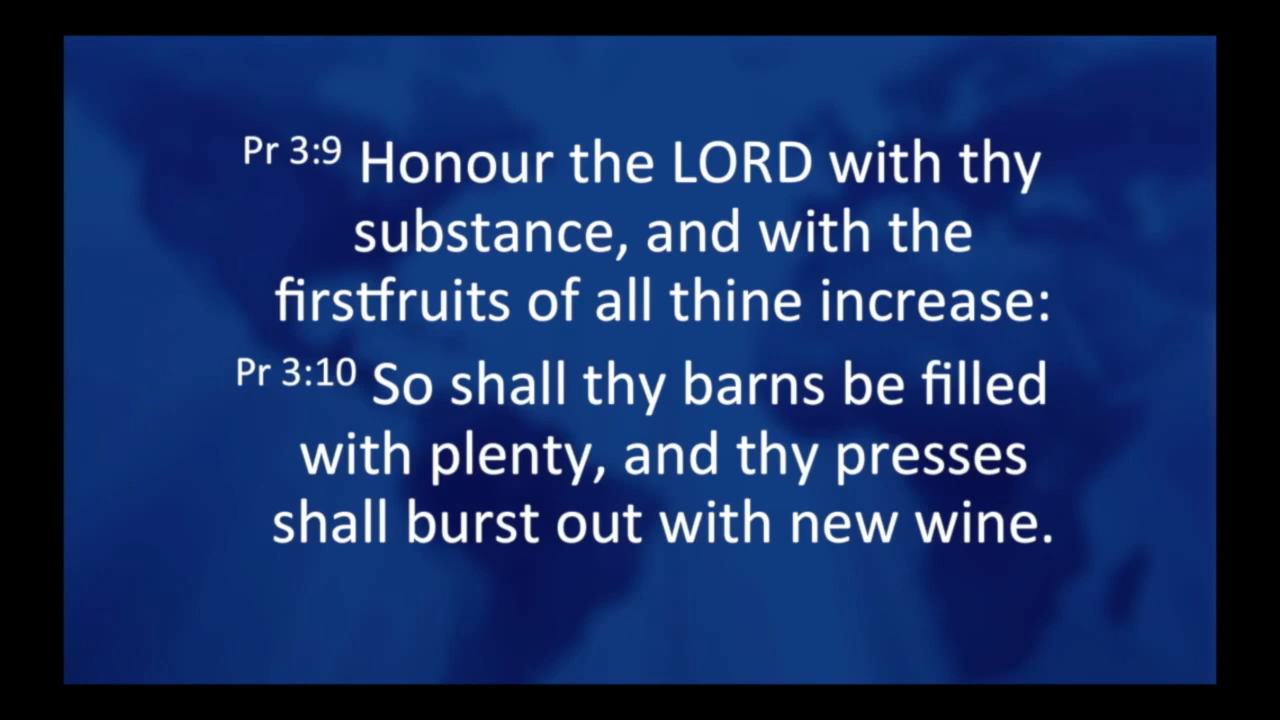 Pr 3:9 Honour the LORD with thy
substance, and with the
firstfruits of all thine increase:
Pr 3:10 So shall thy barns be filled
with plenty, and thy presses
shall burst out with new wine.